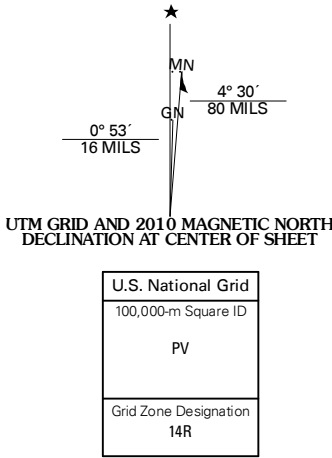 MN
4° 30´
80 MILS
GN
0° 53´
16 MILS
UTM GRID AND 2010 MAGNETIC NORTH
DECLINATION AT CENTER OF SHEET
U.S. National Grid
100,000-m Square ID
PV
Grid Zone Designation
14R